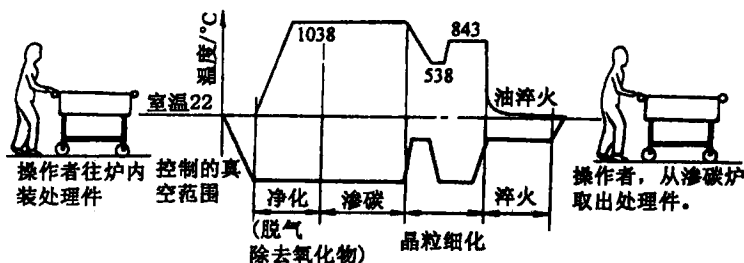 温度/°C
1038
843
538
室温22
油淬火
操作者往炉内
装处理件
控制的真
空范围
净化
渗碳
淬火
(脱气
除去氧化物)
晶粒细化
操作者，从渗碳炉
取出处理件。